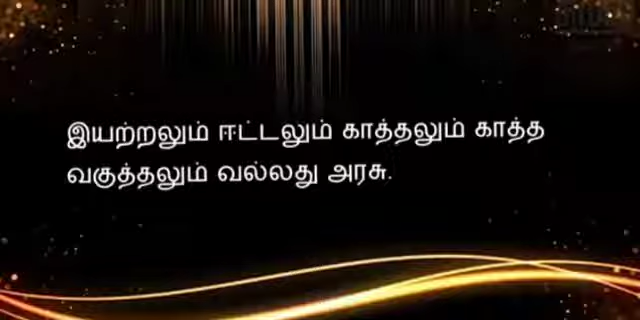 இயற்றலும் ஈட்டலும் காத்தலும் காத்த
வகுத்தலும் வல்லது அரசு.